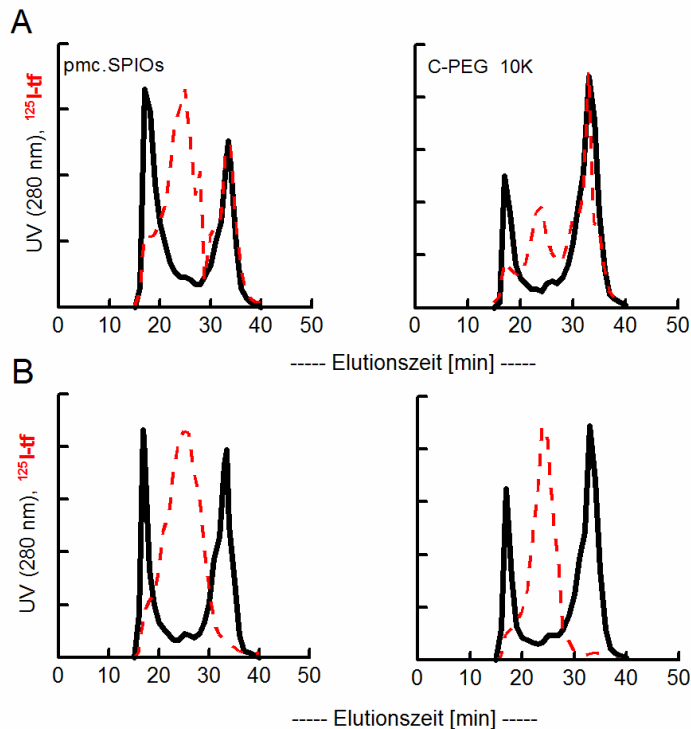 A
pmc.SPIOs
C-PEG 10K
UV (280 nm), ¹²⁵I-tf
0 10 20 30 40 50
0 10 20 30 40 50
----- Elutionszeit [min] -----
B
UV (280 nm), ¹²⁵I-tf
0 10 20 30 40 50
0 10 20 30 40 50
----- Elutionszeit [min] -----